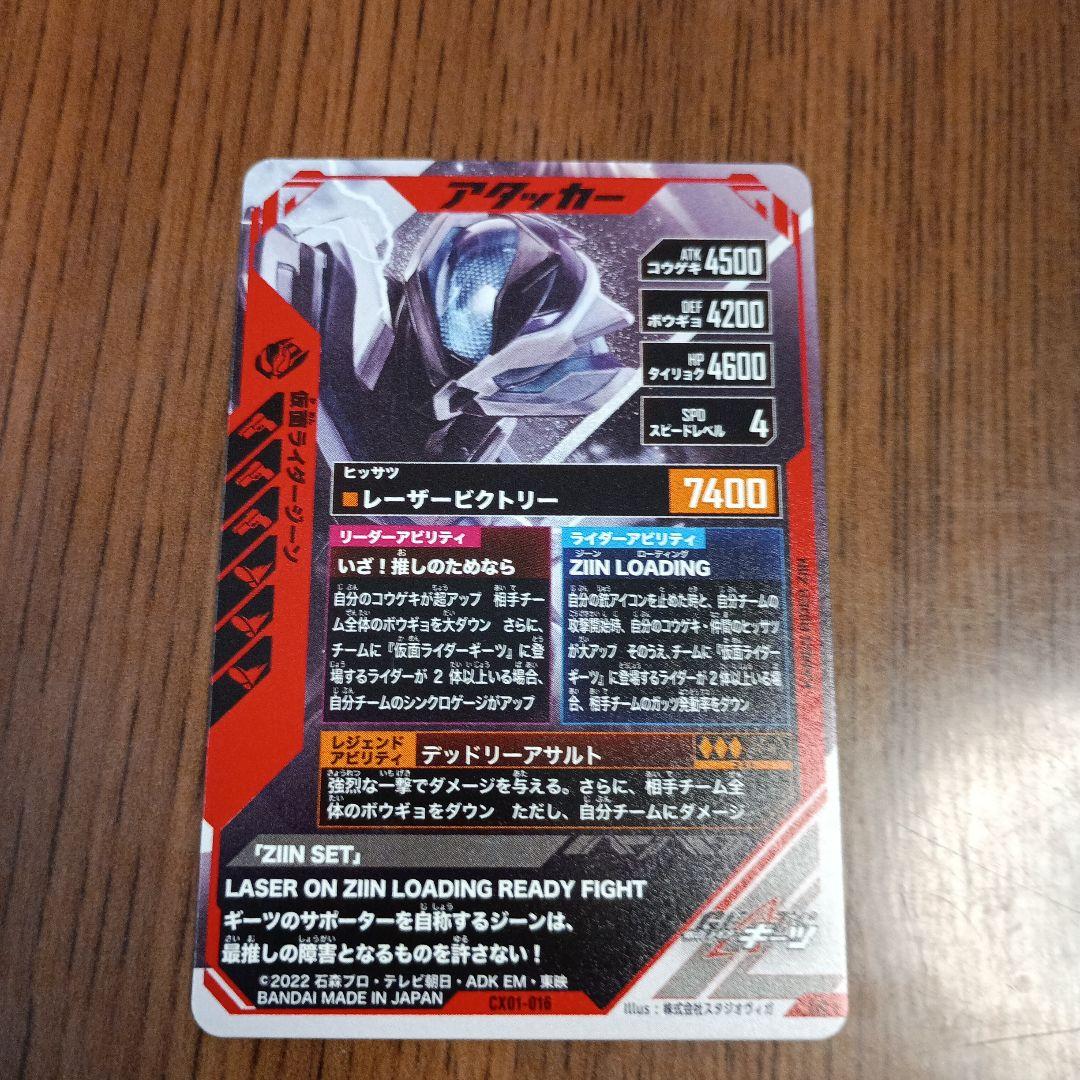 アタッカー
ATK
コウゲキ 4500
DEF
ボウギョ 4200
HP
タイリョク 4600
SPD
スピードレベル 4
仮面ライダージーン
ヒッサツ
レーザービクトリー 7400
リーダーアビリティ
いざ！推しのためなら
自分のコウゲキが超アップ 相手チー
ム全体のボウギョを大ダウン さらに、
チームに『仮面ライダーギーツ』に登
場するライダーが 2 体以上いる場合、
自分チームのシンクロゲージがアップ
ライダーアビリティ
ジーン ローディング
ZIIN LOADING
自分の銃アイコンを止めた時と、自分チームの
攻撃開始時、自分のコウゲキ・仲間のヒッサツ
が大アップ そのうえ、チームに『仮面ライダー
ギーツ』に登場するライダーが2体以上いる場
合、相手チームのガッツ発動率をダウン
レジェンド
アビリティ
デッドリーアサルト
強烈な一撃でダメージを与える。さらに、相手チーム全
体のボウギョをダウン ただし、自分チームにダメージ
「ZIIN SET」
LASER ON ZIIN LOADING READY FIGHT
ギーツのサポーターを自称するジーンは、
最推しの障害となるものを許さない！
©2022 石森プロ・テレビ朝日・ADK EM・東映
BANDAI MADE IN JAPAN
CX01-016
Illus：株式会社スタジオヴィガ